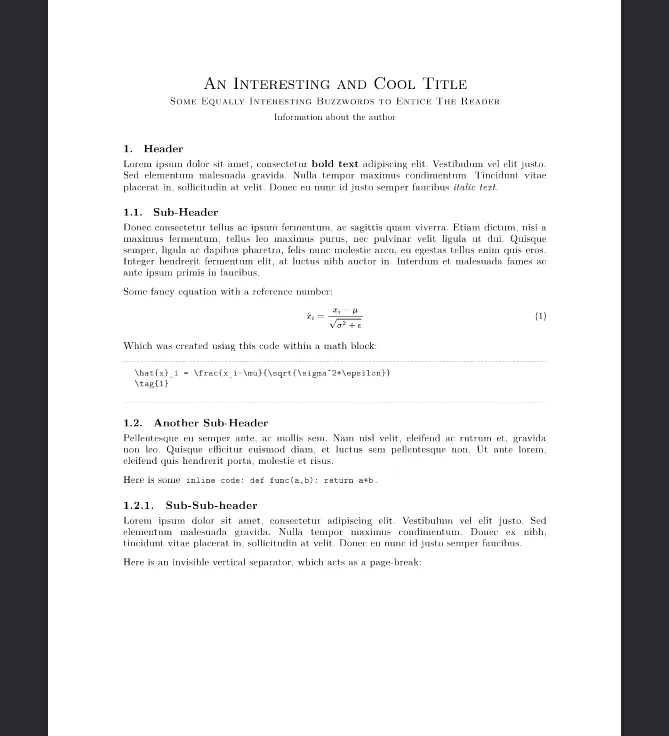 An Interesting and Cool Title
Some Equally Interesting Buzzwords to Entice The Reader
Information about the author
1. Header
Lorem ipsum dolor sit amet, consectetur bold text adipiscing elit. Vestibulum vel elit justo.
Sed elementum malesuada gravida. Nulla tempor maximus condimentum. Tincidunt vitae
placerat in, sollicitudin at velit. Donec eu nunc id justo semper faucibus italic text.
1.1. Sub-Header
Donec consectetur tellus ac ipsum fermentum, ac sagittis quam viverra. Etiam dictum, nisi a
maximus fermentum, tellus leo maximus purus, nec pulvinar velit ligula ut dui. Quisque
semper, ligula ac dapibus pharetra, felis nunc molestie arcu, eu egestas tellus enim quis eros.
Integer hendrerit fermentum elit, at luctus nibh auctor in. Interdum et malesuada fames ac
ante ipsum primis in faucibus.
Some fancy equation with a reference number:
x̂ᵢ = (xᵢ − μ) / √(σ² + ϵ) (1)
Which was created using this code within a math block:
\hat{x}_i = \frac{x_i-\mu}{\sqrt{\sigma^2+\epsilon}}
\tag{1}
1.2. Another Sub-Header
Pellentesque eu semper ante, ac mollis sem. Nam nisl velit, eleifend ac rutrum et, gravida
non leo. Quisque efficitur euismod diam, et luctus sem pellentesque non. Ut ante lorem,
eleifend quis hendrerit porta, molestie et risus.
Here is some inline code: def func(a,b): return a+b.
1.2.1. Sub-Sub-header
Lorem ipsum dolor sit amet, consectetur adipiscing elit. Vestibulum vel elit justo. Sed
elementum malesuada gravida. Nulla tempor maximus condimentum. Donec ex nibh,
tincidunt vitae placerat in, sollicitudin at velit. Donec eu nunc id justo semper faucibus.
Here is an invisible vertical separator, which acts as a page-break: